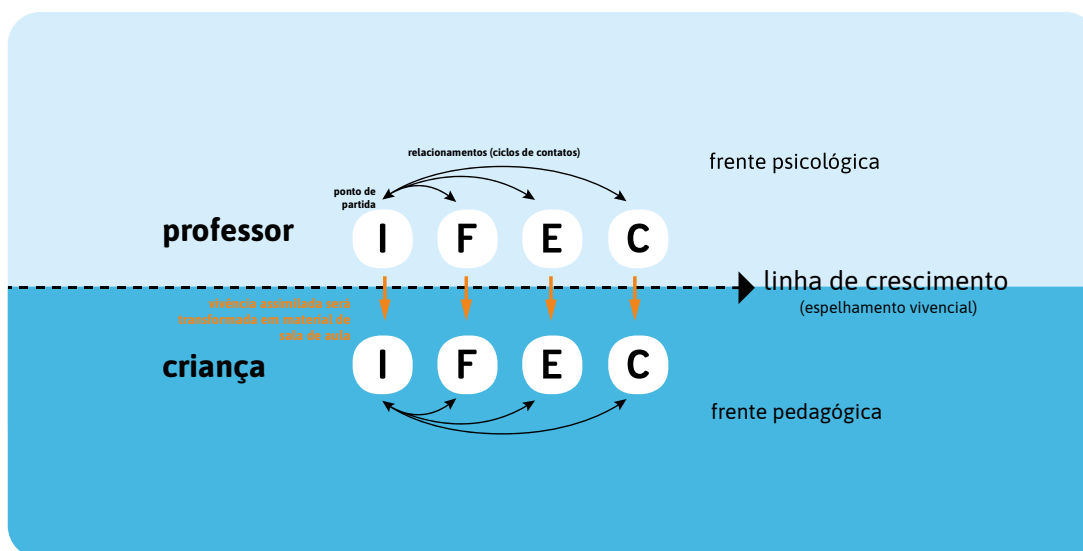 relacionamentos (ciclos de contatos)
frente psicológica
ponto de
partida
professor
I F E C
linha de crescimento
(espelhamento vivencial)
vivência assimilada será
transformada em material de
sala de aula
criança
I F E C
frente pedagógica